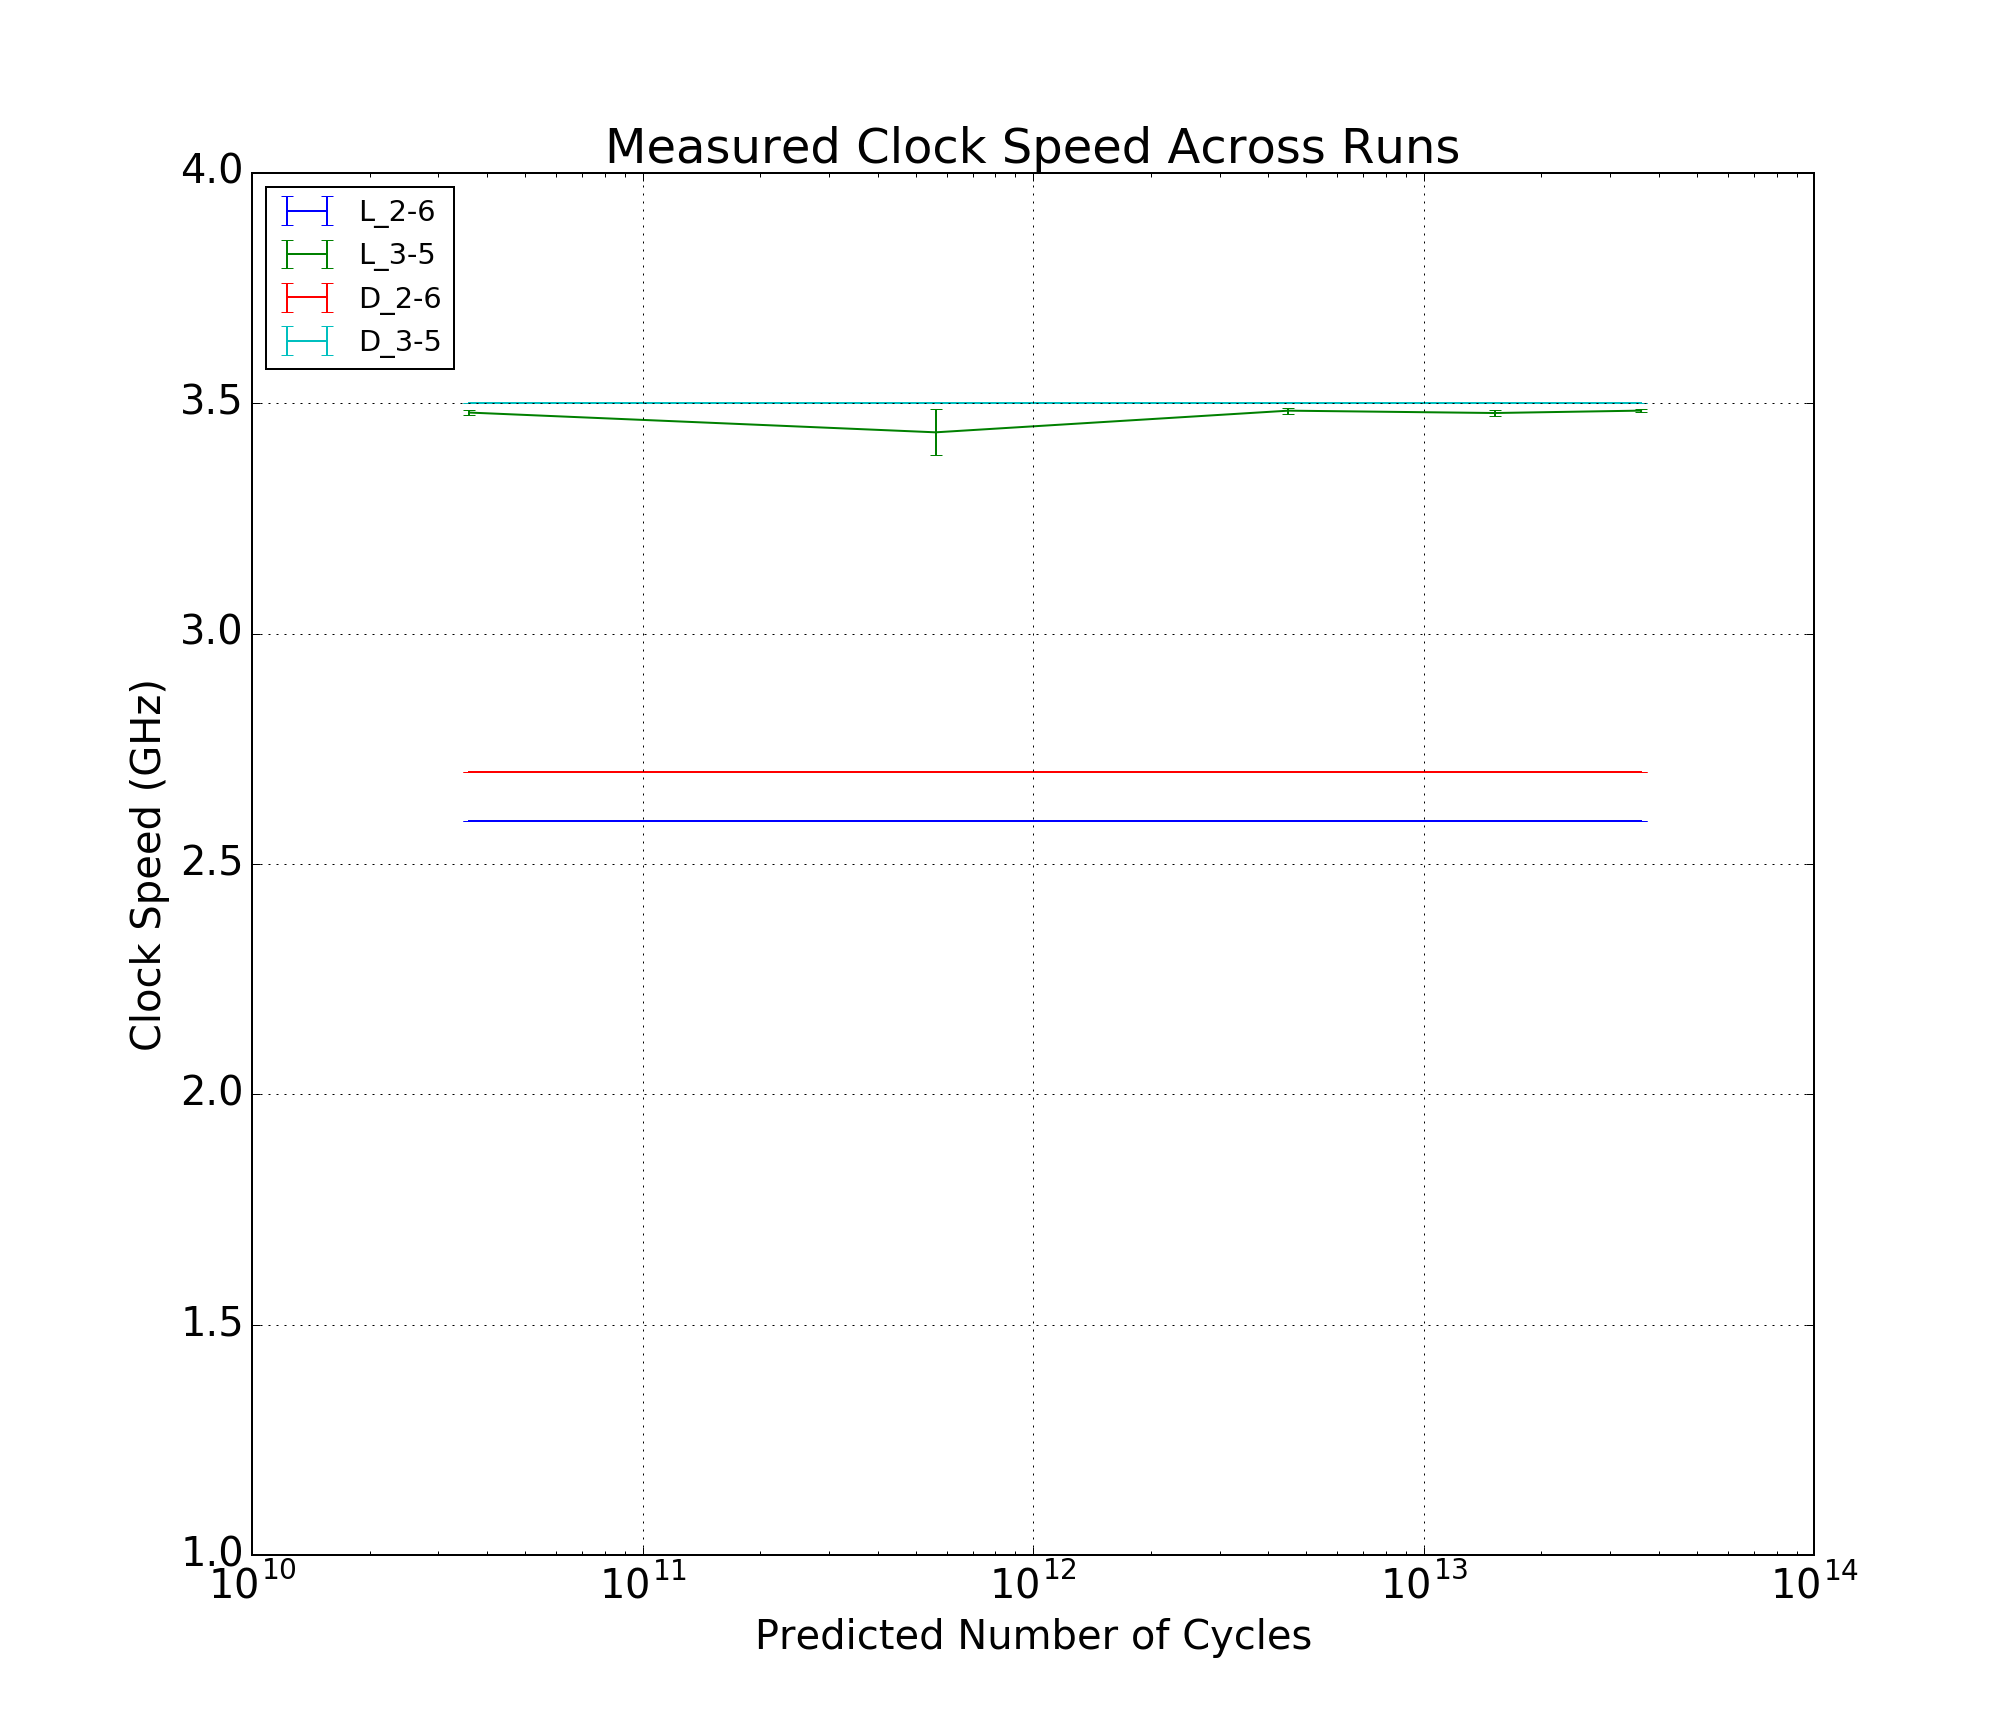 Measured Clock Speed Across Runs
4.0
L_2-6
L_3-5
D_2-6
D_3-5
3.5
3.0
2.5
2.0
1.5
1.0
Clock Speed (GHz)
10^10 10^11 10^12 10^13 10^14
Predicted Number of Cycles